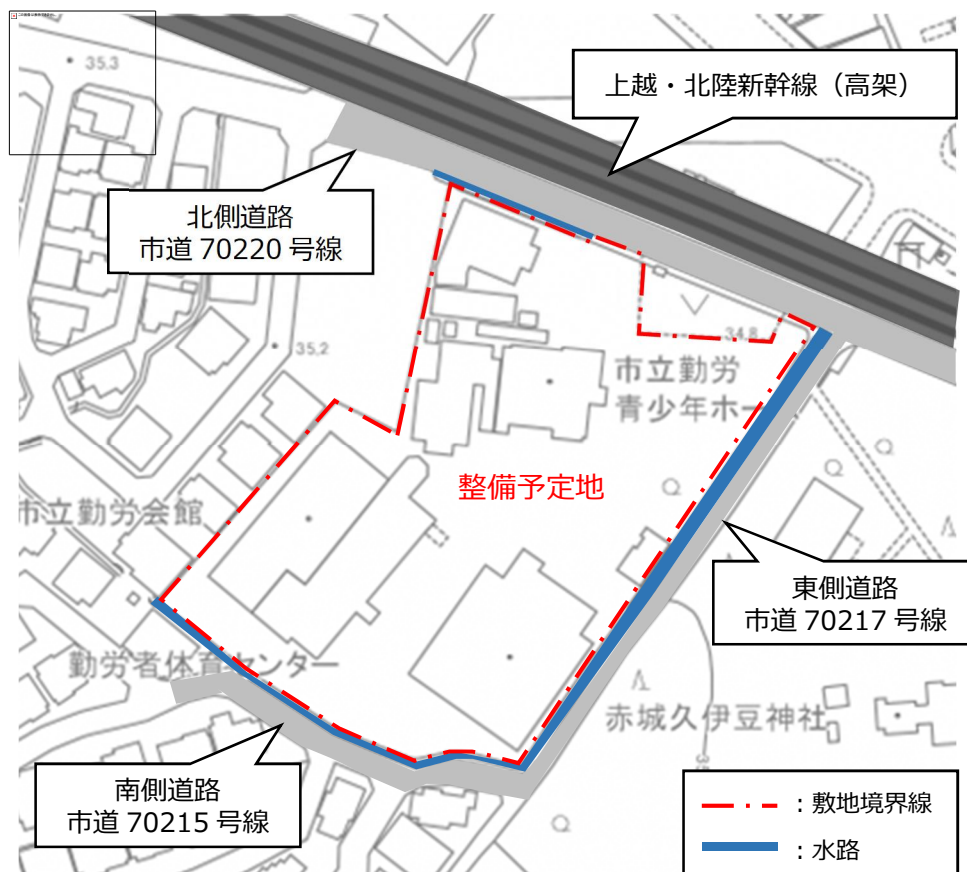 35.3
上越・北陸新幹線（高架）
北側道路
市道 70220 号線
34.8
35.2
市立勤労
青少年ホー
整備予定地
市立勤労会館
東側道路
市道 70217 号線
勤労者体育センター
赤城久伊豆神社
南側道路
市道 70215 号線
：敷地境界線
：水路